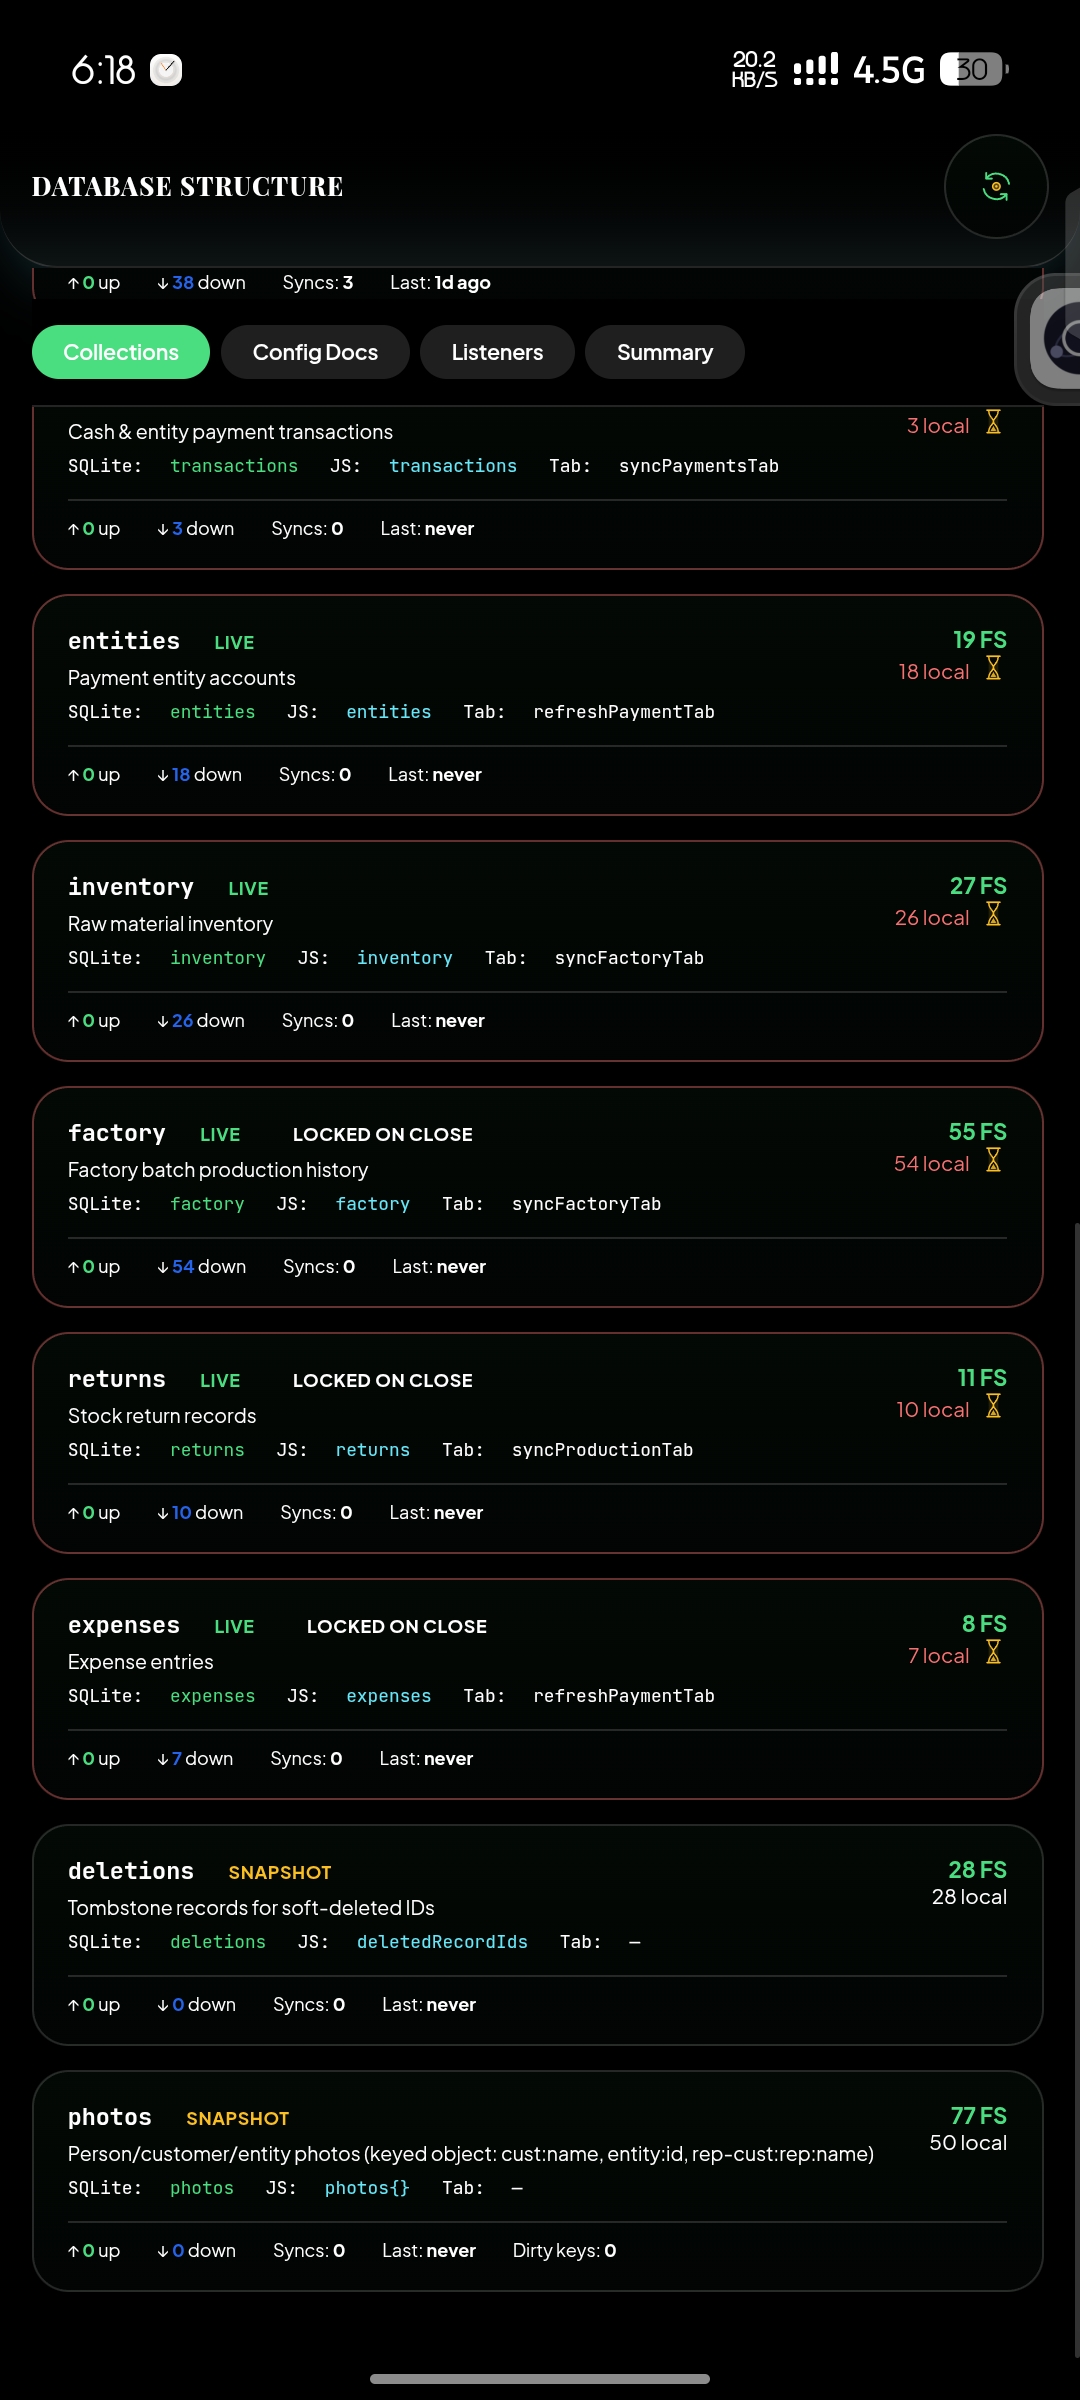 6:18
20.2
KB/S
4.5G
30
DATABASE STRUCTURE
↑ 0 up ↓ 38 down Syncs: 3 Last: 1d ago
Collections Config Docs Listeners Summary
3 local
Cash & entity payment transactions
SQLite: transactions JS: transactions Tab: syncPaymentsTab
↑ 0 up ↓ 3 down Syncs: 0 Last: never
entities LIVE 19 FS
18 local
Payment entity accounts
SQLite: entities JS: entities Tab: refreshPaymentTab
↑ 0 up ↓ 18 down Syncs: 0 Last: never
inventory LIVE 27 FS
26 local
Raw material inventory
SQLite: inventory JS: inventory Tab: syncFactoryTab
↑ 0 up ↓ 26 down Syncs: 0 Last: never
factory LIVE LOCKED ON CLOSE 55 FS
54 local
Factory batch production history
SQLite: factory JS: factory Tab: syncFactoryTab
↑ 0 up ↓ 54 down Syncs: 0 Last: never
returns LIVE LOCKED ON CLOSE 11 FS
10 local
Stock return records
SQLite: returns JS: returns Tab: syncProductionTab
↑ 0 up ↓ 10 down Syncs: 0 Last: never
expenses LIVE LOCKED ON CLOSE 8 FS
7 local
Expense entries
SQLite: expenses JS: expenses Tab: refreshPaymentTab
↑ 0 up ↓ 7 down Syncs: 0 Last: never
deletions SNAPSHOT 28 FS
28 local
Tombstone records for soft-deleted IDs
SQLite: deletions JS: deletedRecordIds Tab: —
↑ 0 up ↓ 0 down Syncs: 0 Last: never
photos SNAPSHOT 77 FS
50 local
Person/customer/entity photos (keyed object: cust:name, entity:id, rep-cust:rep:name)
SQLite: photos JS: photos{} Tab: —
↑ 0 up ↓ 0 down Syncs: 0 Last: never Dirty keys: 0